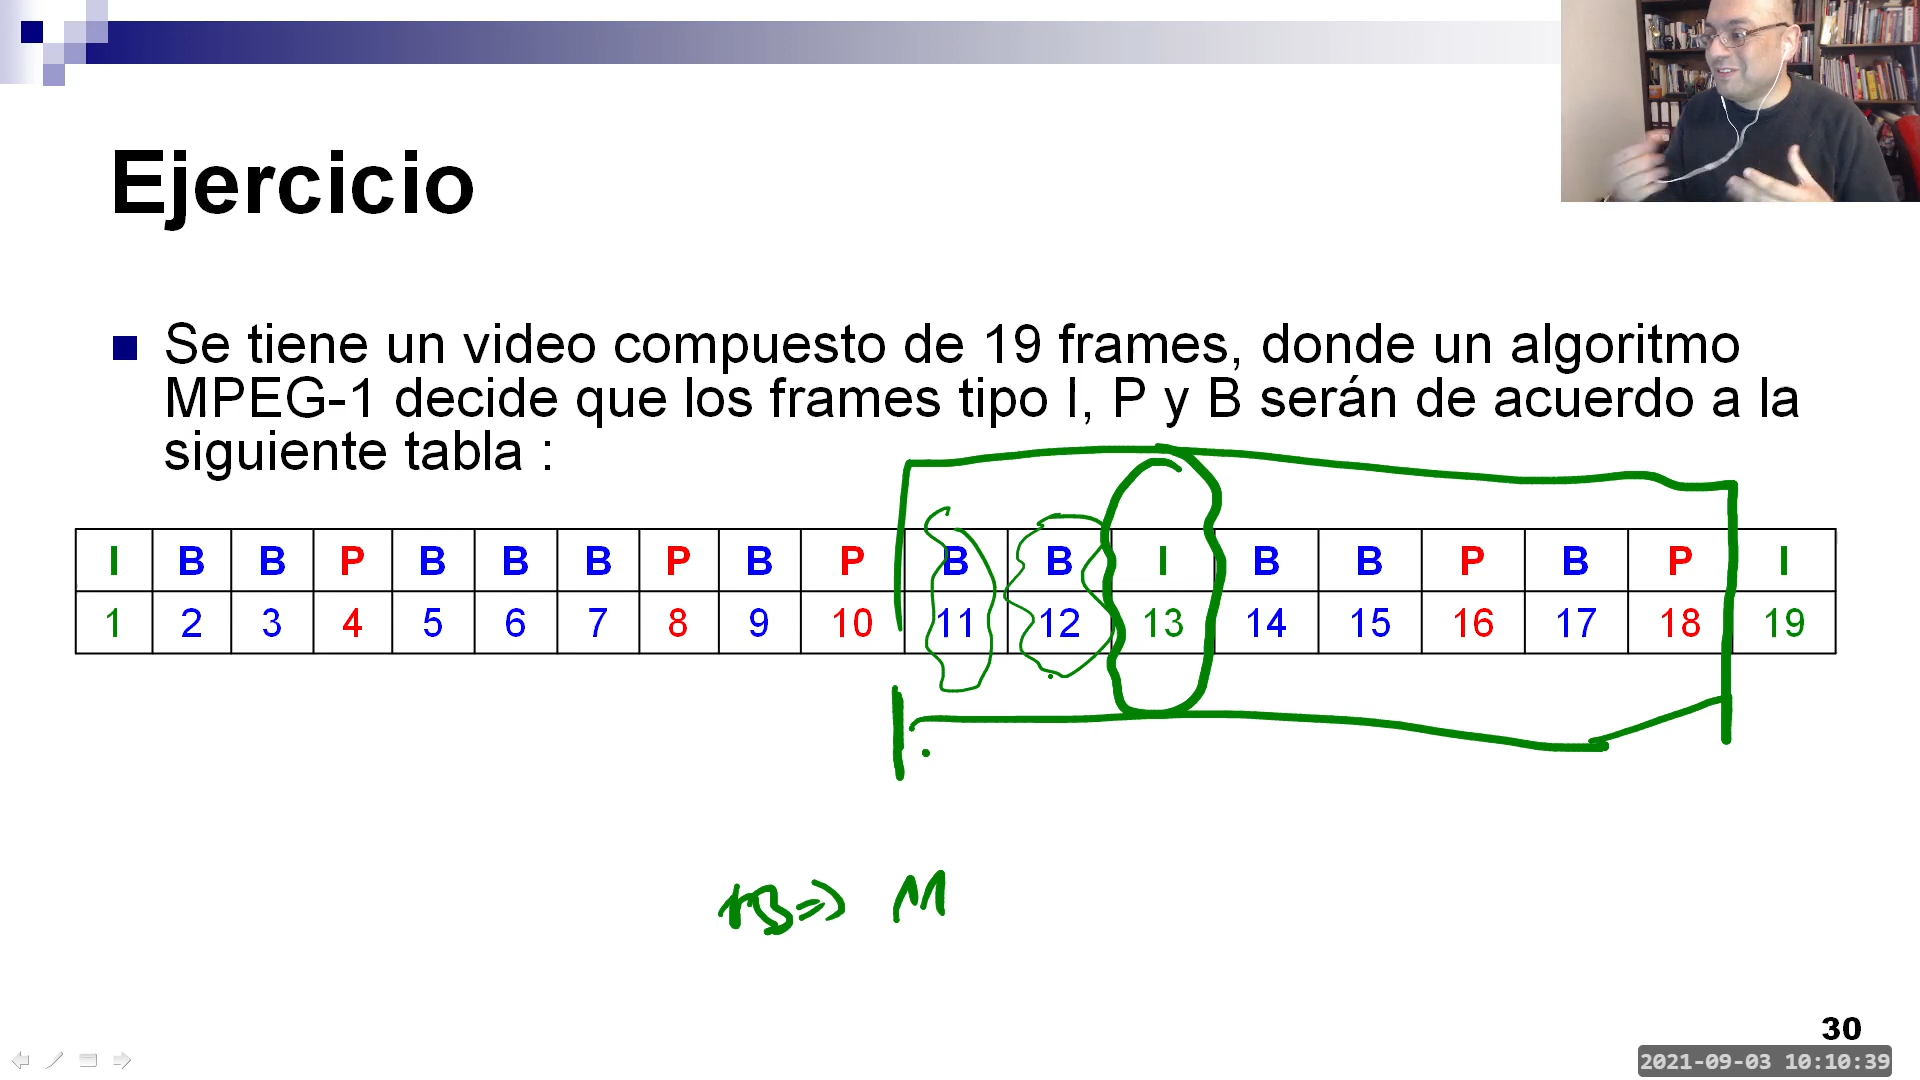 Ejercicio
Se tiene un video compuesto de 19 frames, donde un algoritmo
MPEG-1 decide que los frames tipo I, P y B serán de acuerdo a la
siguiente tabla :
I B B P B B B P B P B B I B B P B P I
1 2 3 4 5 6 7 8 9 10 11 12 13 14 15 16 17 18 19
B => M
30
2021-09-03 10:10:39